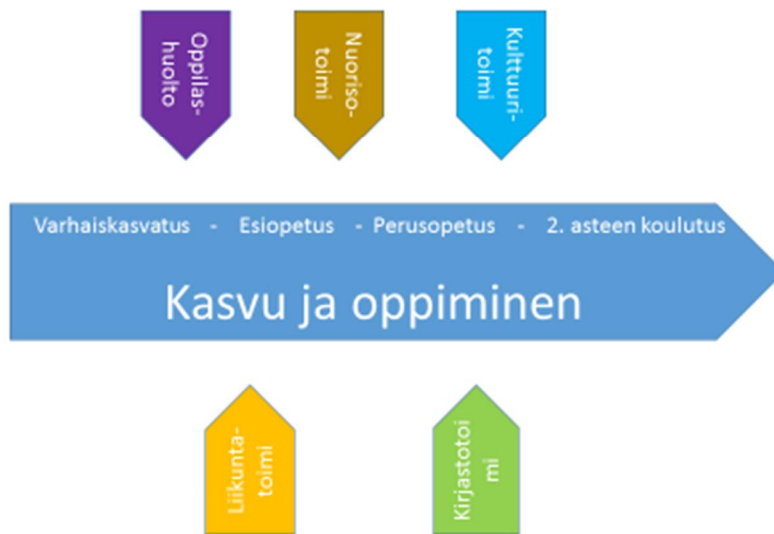 Oppilas-
huolto
Nuoriso-
toimi
Kulttuuri-
toimi
Varhaiskasvatus - Esiopetus - Perusopetus - 2. asteen koulutus
Kasvu ja oppiminen
Liikunta-
toimi
Kirjastotoi
mi